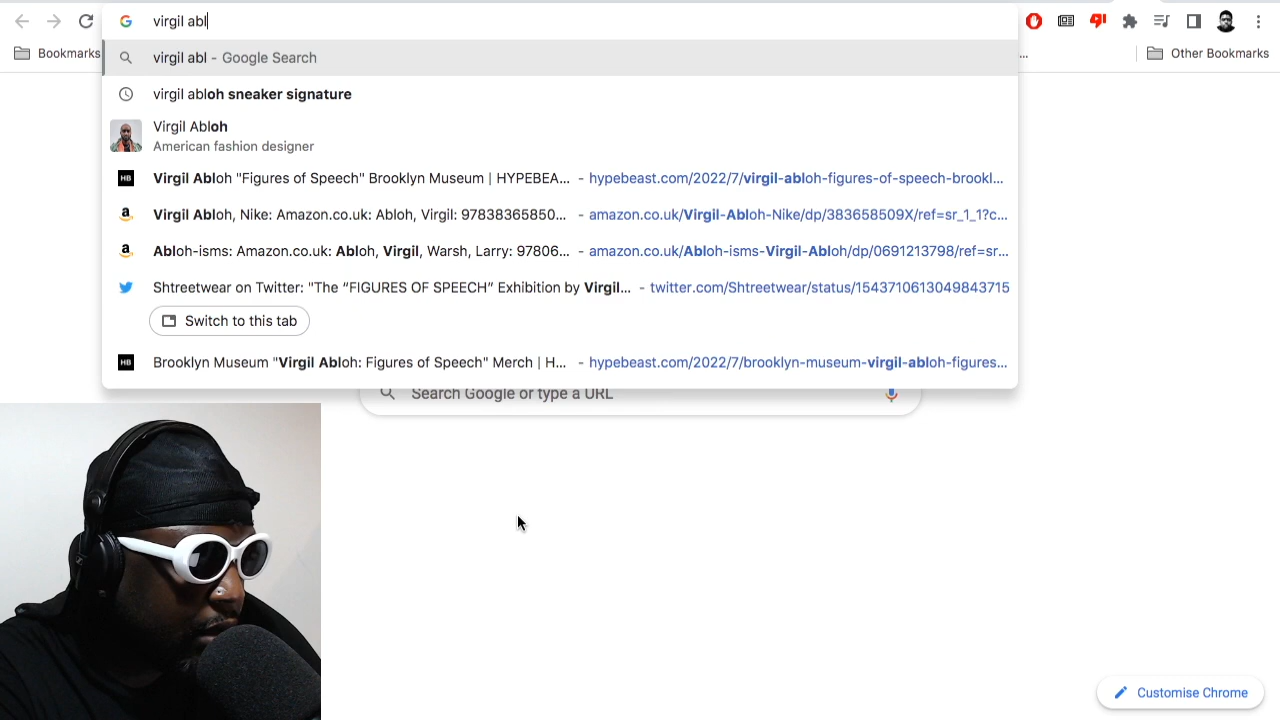 virgil abl
Bookmarks
Other Bookmarks
...
virgil abl - Google Search
virgil abloh sneaker signature
Virgil Abloh
American fashion designer
HB Virgil Abloh "Figures of Speech" Brooklyn Museum | HYPEBEA... - hypebeast.com/2022/7/virgil-abloh-figures-of-speech-brookl...
a Virgil Abloh, Nike: Amazon.co.uk: Abloh, Virgil: 97838365850... - amazon.co.uk/Virgil-Abloh-Nike/dp/383658509X/ref=sr_1_1?c...
a Abloh-isms: Amazon.co.uk: Abloh, Virgil, Warsh, Larry: 97806... - amazon.co.uk/Abloh-isms-Virgil-Abloh/dp/0691213798/ref=sr...
Shtreetwear on Twitter: "The “FIGURES OF SPEECH” Exhibition by Virgil... - twitter.com/Shtreetwear/status/1543710613049843715
Switch to this tab
HB Brooklyn Museum "Virgil Abloh: Figures of Speech" Merch | H... - hypebeast.com/2022/7/brooklyn-museum-virgil-abloh-figures...
Search Google or type a URL
Customise Chrome